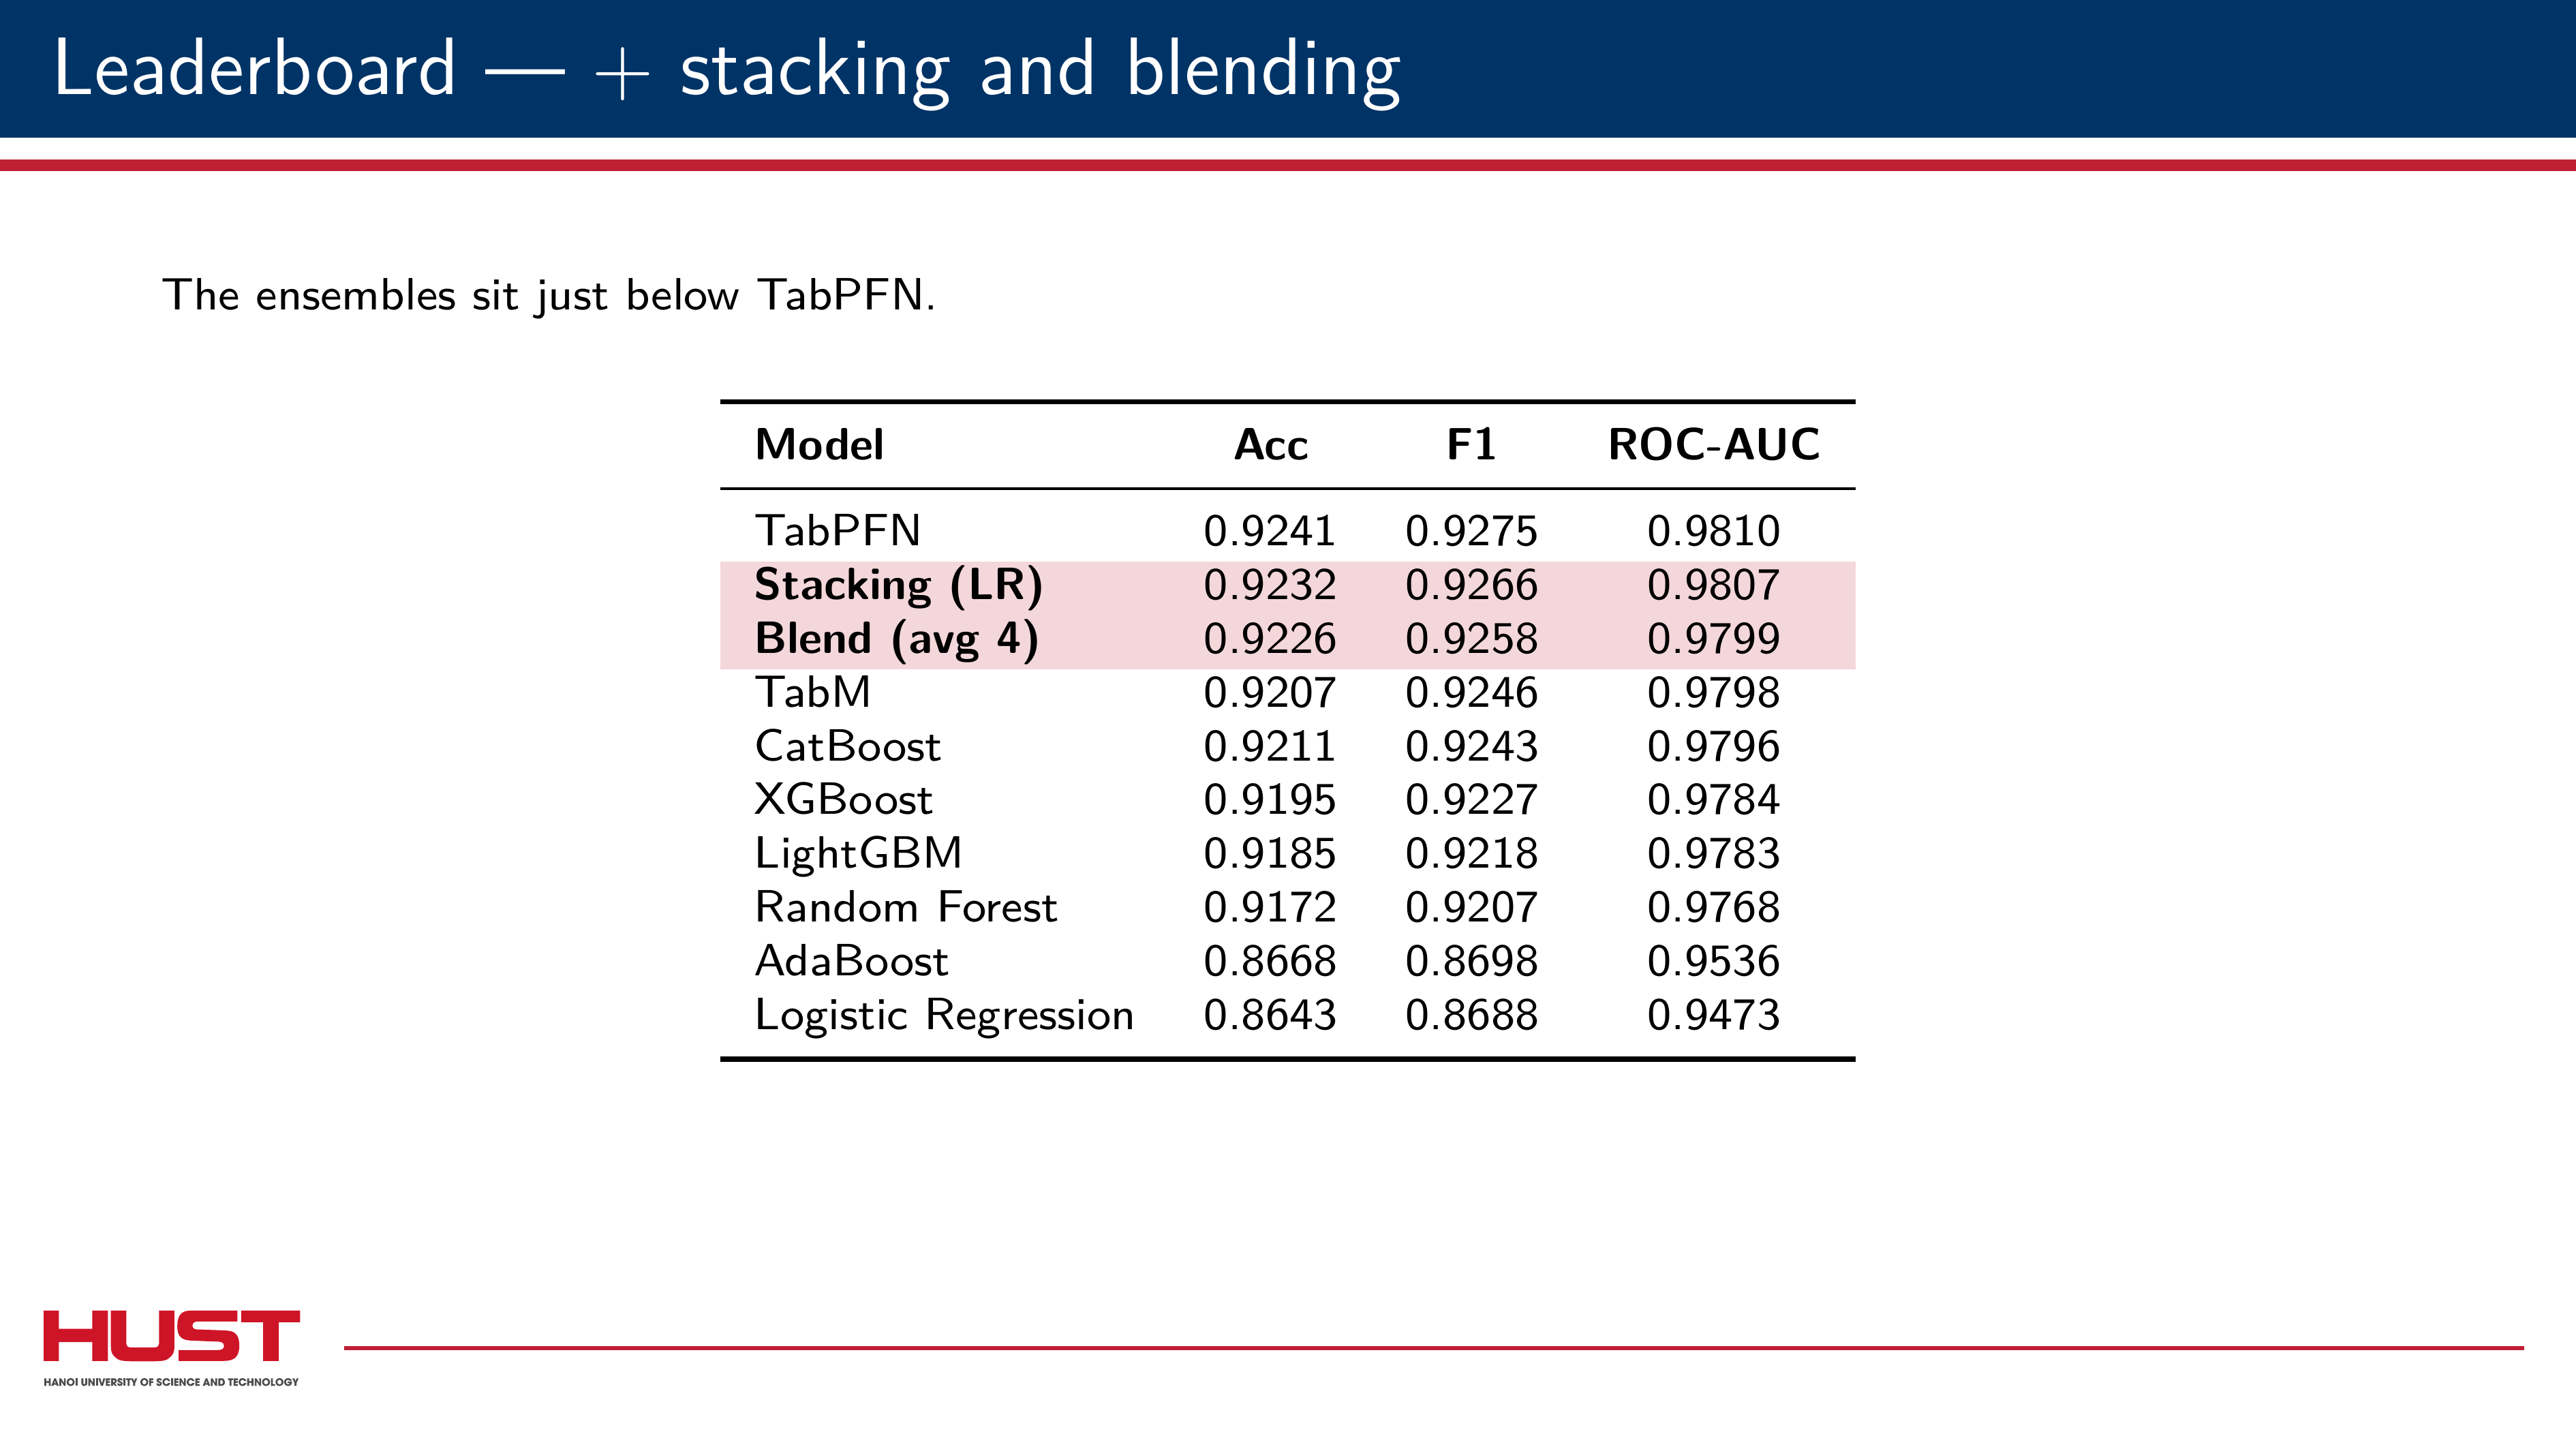 Leaderboard — + stacking and blending
The ensembles sit just below TabPFN.
Model Acc F1 ROC-AUC
TabPFN 0.9241 0.9275 0.9810
Stacking (LR) 0.9232 0.9266 0.9807
Blend (avg 4) 0.9226 0.9258 0.9799
TabM 0.9207 0.9246 0.9798
CatBoost 0.9211 0.9243 0.9796
XGBoost 0.9195 0.9227 0.9784
LightGBM 0.9185 0.9218 0.9783
Random Forest 0.9172 0.9207 0.9768
AdaBoost 0.8668 0.8698 0.9536
Logistic Regression 0.8643 0.8688 0.9473
HUST
HANOI UNIVERSITY OF SCIENCE AND TECHNOLOGY